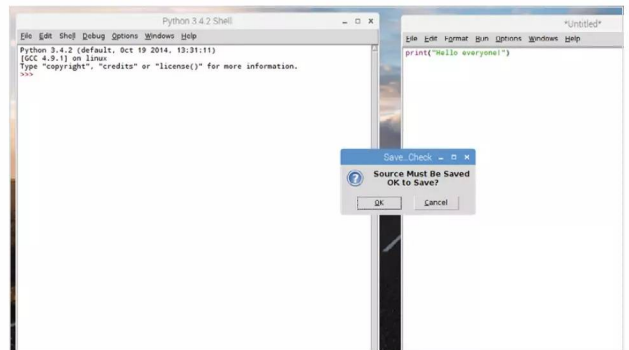 Python 3.4.2 Shell
File Edit Shell Debug Options Windows Help
Python 3.4.2 (default, Oct 19 2014, 13:31:11)
[GCC 4.9.1] on linux
Type "copyright", "credits" or "license()" for more information.
>>>
*Untitled*
File Edit Format Run Options Windows Help
print("Hello everyone!")
Save_Check
Source Must Be Saved
OK to Save?
OK Cancel